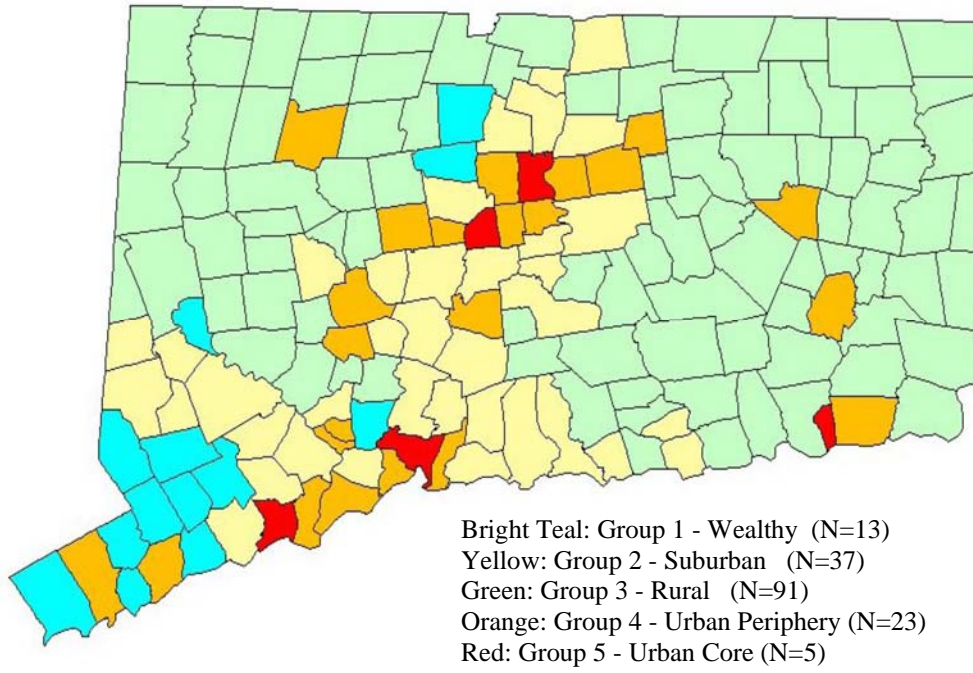 Bright Teal: Group 1 - Wealthy (N=13)
Yellow: Group 2 - Suburban (N=37)
Green: Group 3 - Rural (N=91)
Orange: Group 4 - Urban Periphery (N=23)
Red: Group 5 - Urban Core (N=5)